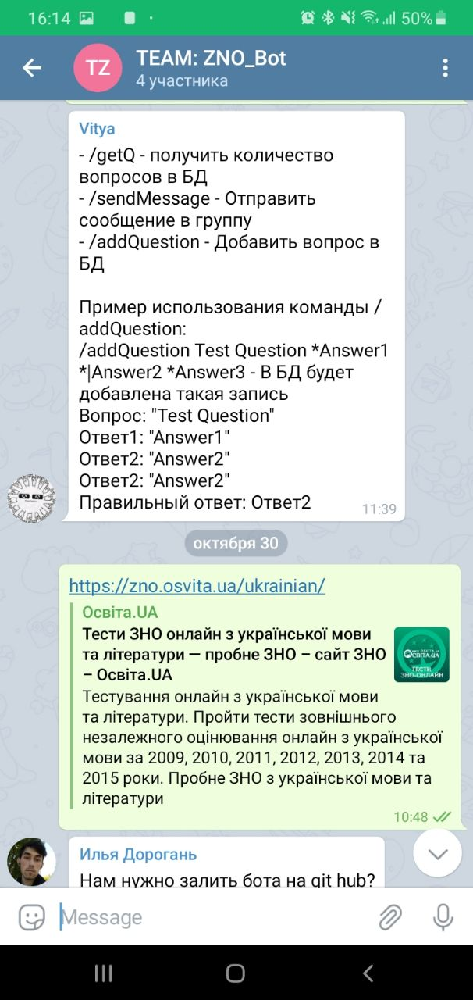 16:14
50%
TZ
TEAM: ZNO_Bot
4 участника
Vitya
- /getQ - получить количество
вопросов в БД
- /sendMessage - Отправить
сообщение в группу
- /addQuestion - Добавить вопрос в
БД
Пример использования команды /
addQuestion:
/addQuestion Test Question *Answer1
*|Answer2 *Answer3 - В БД будет
добавлена такая запись
Вопрос: "Test Question"
Ответ1: "Answer1"
Ответ2: "Answer2"
Ответ2: "Answer2"
Правильный ответ: Ответ2
11:39
октября 30
https://zno.osvita.ua/ukrainian/
Освіта.UA
Тести ЗНО онлайн з української мови
та літератури — пробне ЗНО – сайт ЗНО
– Освіта.UA
ОСВІТА.UA
ТЕСТИ
ЗНО-ОНЛАЙН
Тестування онлайн з української мови
та літератури. Пройти тести зовнішнього
незалежного оцінювання онлайн з української
мови за 2009, 2010, 2011, 2012, 2013, 2014 та
2015 роки. Пробне ЗНО з української мови та
літератури
10:48
Илья Дорогань
Нам нужно залить бота на git hub?
Message